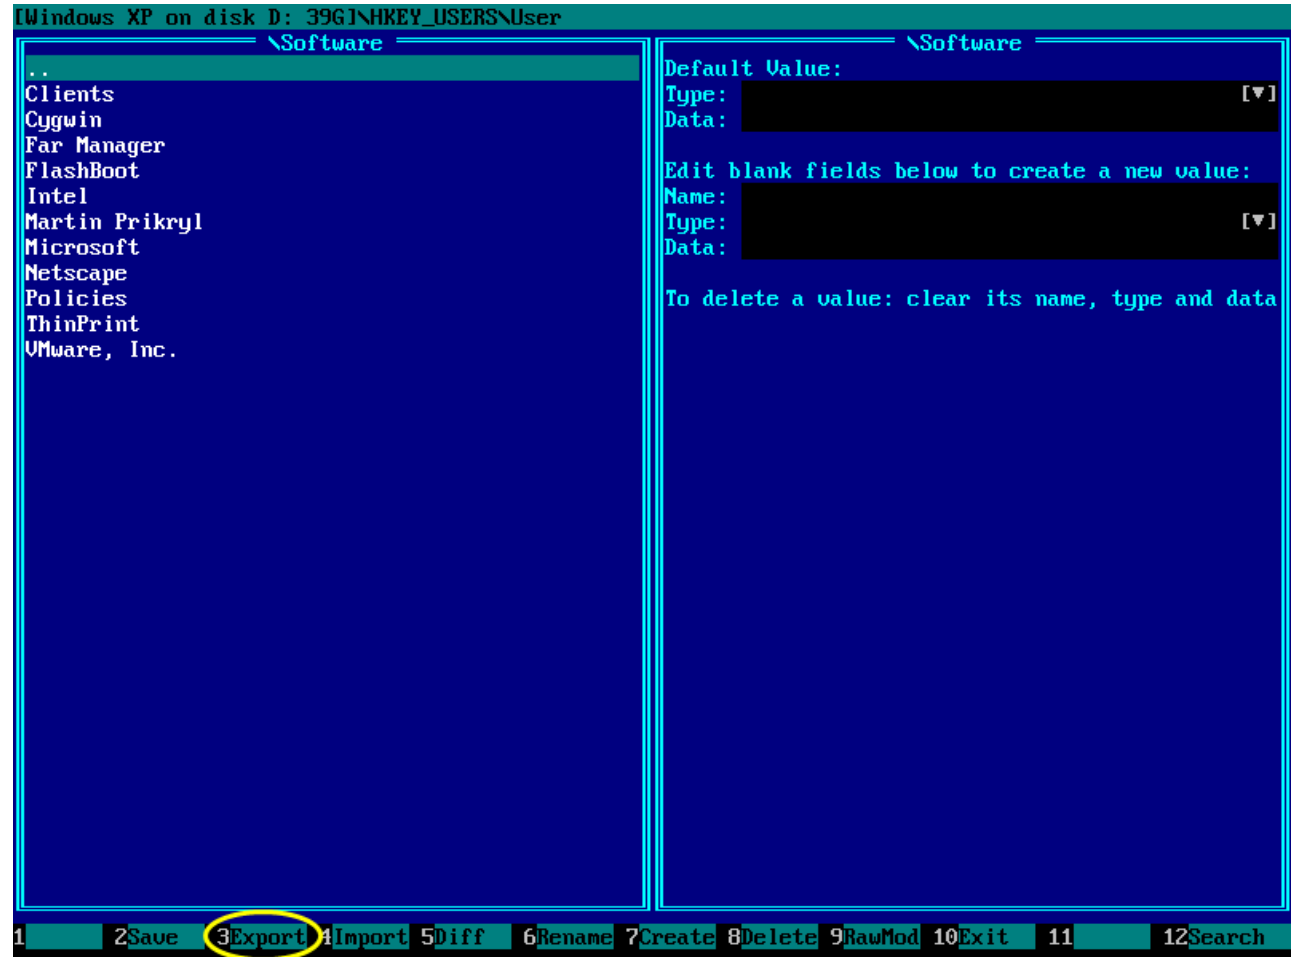 [Windows XP on disk D: 39G]\HKEY_USERS\User
\Software
..
Clients
Cygwin
Far Manager
FlashBoot
Intel
Martin Prikryl
Microsoft
Netscape
Policies
ThinPrint
VMware, Inc.
\Software
Default Value:
Type: [▼]
Data:
Edit blank fields below to create a new value:
Name:
Type: [▼]
Data:
To delete a value: clear its name, type and data
1 2Save 3Export 4Import 5Diff 6Rename 7Create 8Delete 9RawMod 10Exit 11 12Search